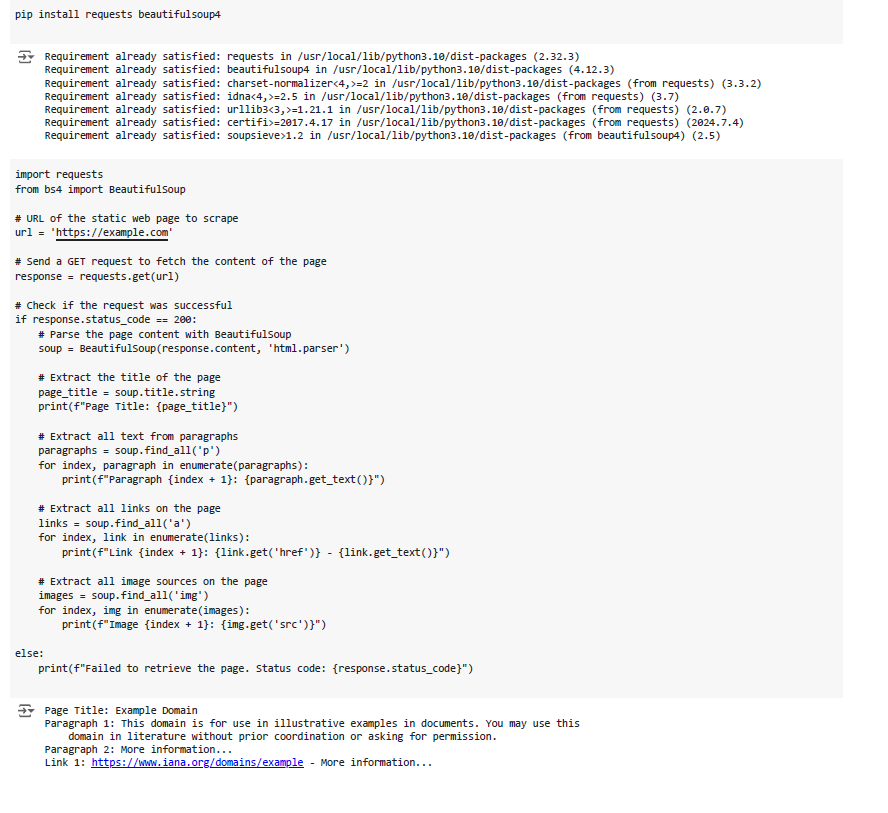 pip install requests beautifulsoup4
Requirement already satisfied: requests in /usr/local/lib/python3.10/dist-packages (2.32.3)
Requirement already satisfied: beautifulsoup4 in /usr/local/lib/python3.10/dist-packages (4.12.3)
Requirement already satisfied: charset-normalizer<4,>=2 in /usr/local/lib/python3.10/dist-packages (from requests) (3.3.2)
Requirement already satisfied: idna<4,>=2.5 in /usr/local/lib/python3.10/dist-packages (from requests) (3.7)
Requirement already satisfied: urllib3<3,>=1.21.1 in /usr/local/lib/python3.10/dist-packages (from requests) (2.0.7)
Requirement already satisfied: certifi>=2017.4.17 in /usr/local/lib/python3.10/dist-packages (from requests) (2024.7.4)
Requirement already satisfied: soupsieve>1.2 in /usr/local/lib/python3.10/dist-packages (from beautifulsoup4) (2.5)
import requests
from bs4 import BeautifulSoup
# URL of the static web page to scrape
url = 'https://example.com'
# Send a GET request to fetch the content of the page
response = requests.get(url)
# Check if the request was successful
if response.status_code == 200:
    # Parse the page content with BeautifulSoup
    soup = BeautifulSoup(response.content, 'html.parser')
    # Extract the title of the page
    page_title = soup.title.string
    print(f"Page Title: {page_title}")
    # Extract all text from paragraphs
    paragraphs = soup.find_all('p')
    for index, paragraph in enumerate(paragraphs):
        print(f"Paragraph {index + 1}: {paragraph.get_text()}")
    # Extract all links on the page
    links = soup.find_all('a')
    for index, link in enumerate(links):
        print(f"Link {index + 1}: {link.get('href')} - {link.get_text()}")
    # Extract all image sources on the page
    images = soup.find_all('img')
    for index, img in enumerate(images):
        print(f"Image {index + 1}: {img.get('src')}")
else:
    print(f"Failed to retrieve the page. Status code: {response.status_code}")
Page Title: Example Domain
Paragraph 1: This domain is for use in illustrative examples in documents. You may use this
    domain in literature without prior coordination or asking for permission.
Paragraph 2: More information...
Link 1: https://www.iana.org/domains/example - More information...